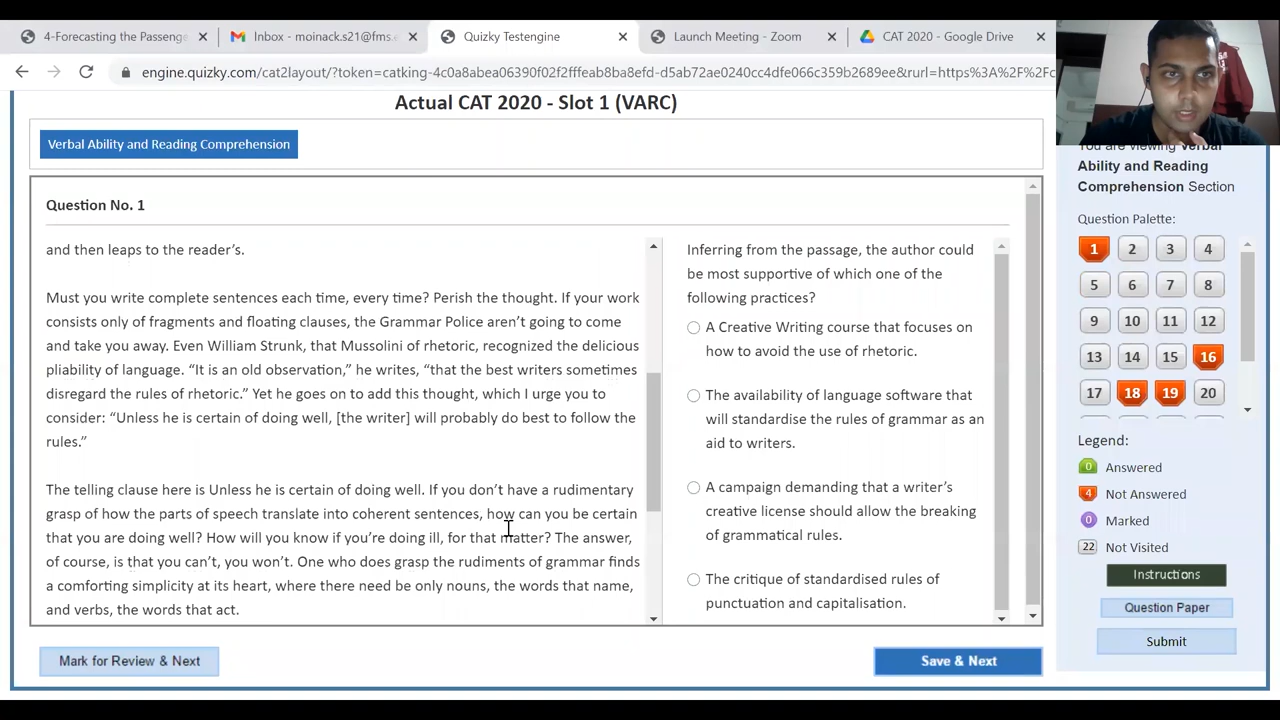 4-Forecasting the Passenge
Inbox - moinack.s21@fms.e
Quizky Testengine
Launch Meeting - Zoom
CAT 2020 - Google Drive
engine.quizky.com/cat2layout/?token=catking-4c0a8abea06390f02f2fffeab8ba8efd-d5ab72ae0240cc4dfe066c359b2689ee&rurl=https%3A%2F%2Fc
Actual CAT 2020 - Slot 1 (VARC)
Verbal Ability and Reading Comprehension
Question No. 1
and then leaps to the reader's.
Must you write complete sentences each time, every time? Perish the thought. If your work
consists only of fragments and floating clauses, the Grammar Police aren't going to come
and take you away. Even William Strunk, that Mussolini of rhetoric, recognized the delicious
pliability of language. “It is an old observation,” he writes, “that the best writers sometimes
disregard the rules of rhetoric.” Yet he goes on to add this thought, which I urge you to
consider: “Unless he is certain of doing well, [the writer] will probably do best to follow the
rules.”
The telling clause here is Unless he is certain of doing well. If you don't have a rudimentary
grasp of how the parts of speech translate into coherent sentences, how can you be certain
that you are doing well? How will you know if you're doing ill, for that matter? The answer,
of course, is that you can't, you won't. One who does grasp the rudiments of grammar finds
a comforting simplicity at its heart, where there need be only nouns, the words that name,
and verbs, the words that act.
Inferring from the passage, the author could
be most supportive of which one of the
following practices?
A Creative Writing course that focuses on
how to avoid the use of rhetoric.
The availability of language software that
will standardise the rules of grammar as an
aid to writers.
A campaign demanding that a writer's
creative license should allow the breaking
of grammatical rules.
The critique of standardised rules of
punctuation and capitalisation.
Mark for Review & Next
Save & Next
You are viewing Verbal
Ability and Reading
Comprehension Section
Question Palette:
1 2 3 4
5 6 7 8
9 10 11 12
13 14 15 16
17 18 19 20
Legend:
0 Answered
4 Not Answered
0 Marked
22 Not Visited
Instructions
Question Paper
Submit